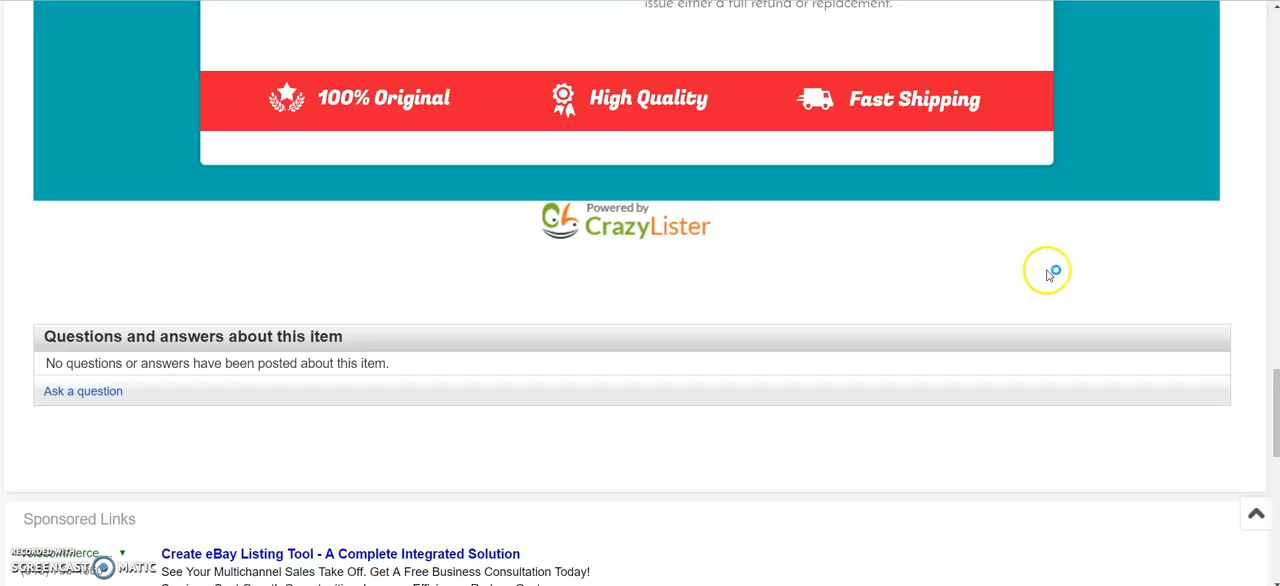 issue either a full refund or replacement.
100% Original
High Quality
Fast Shipping
Powered by
CrazyLister
Questions and answers about this item
No questions or answers have been posted about this item.
Ask a question
Sponsored Links
RECORDED WITH
SCREENCAST MATIC
Create eBay Listing Tool - A Complete Integrated Solution
See Your Multichannel Sales Take Off. Get A Free Business Consultation Today!